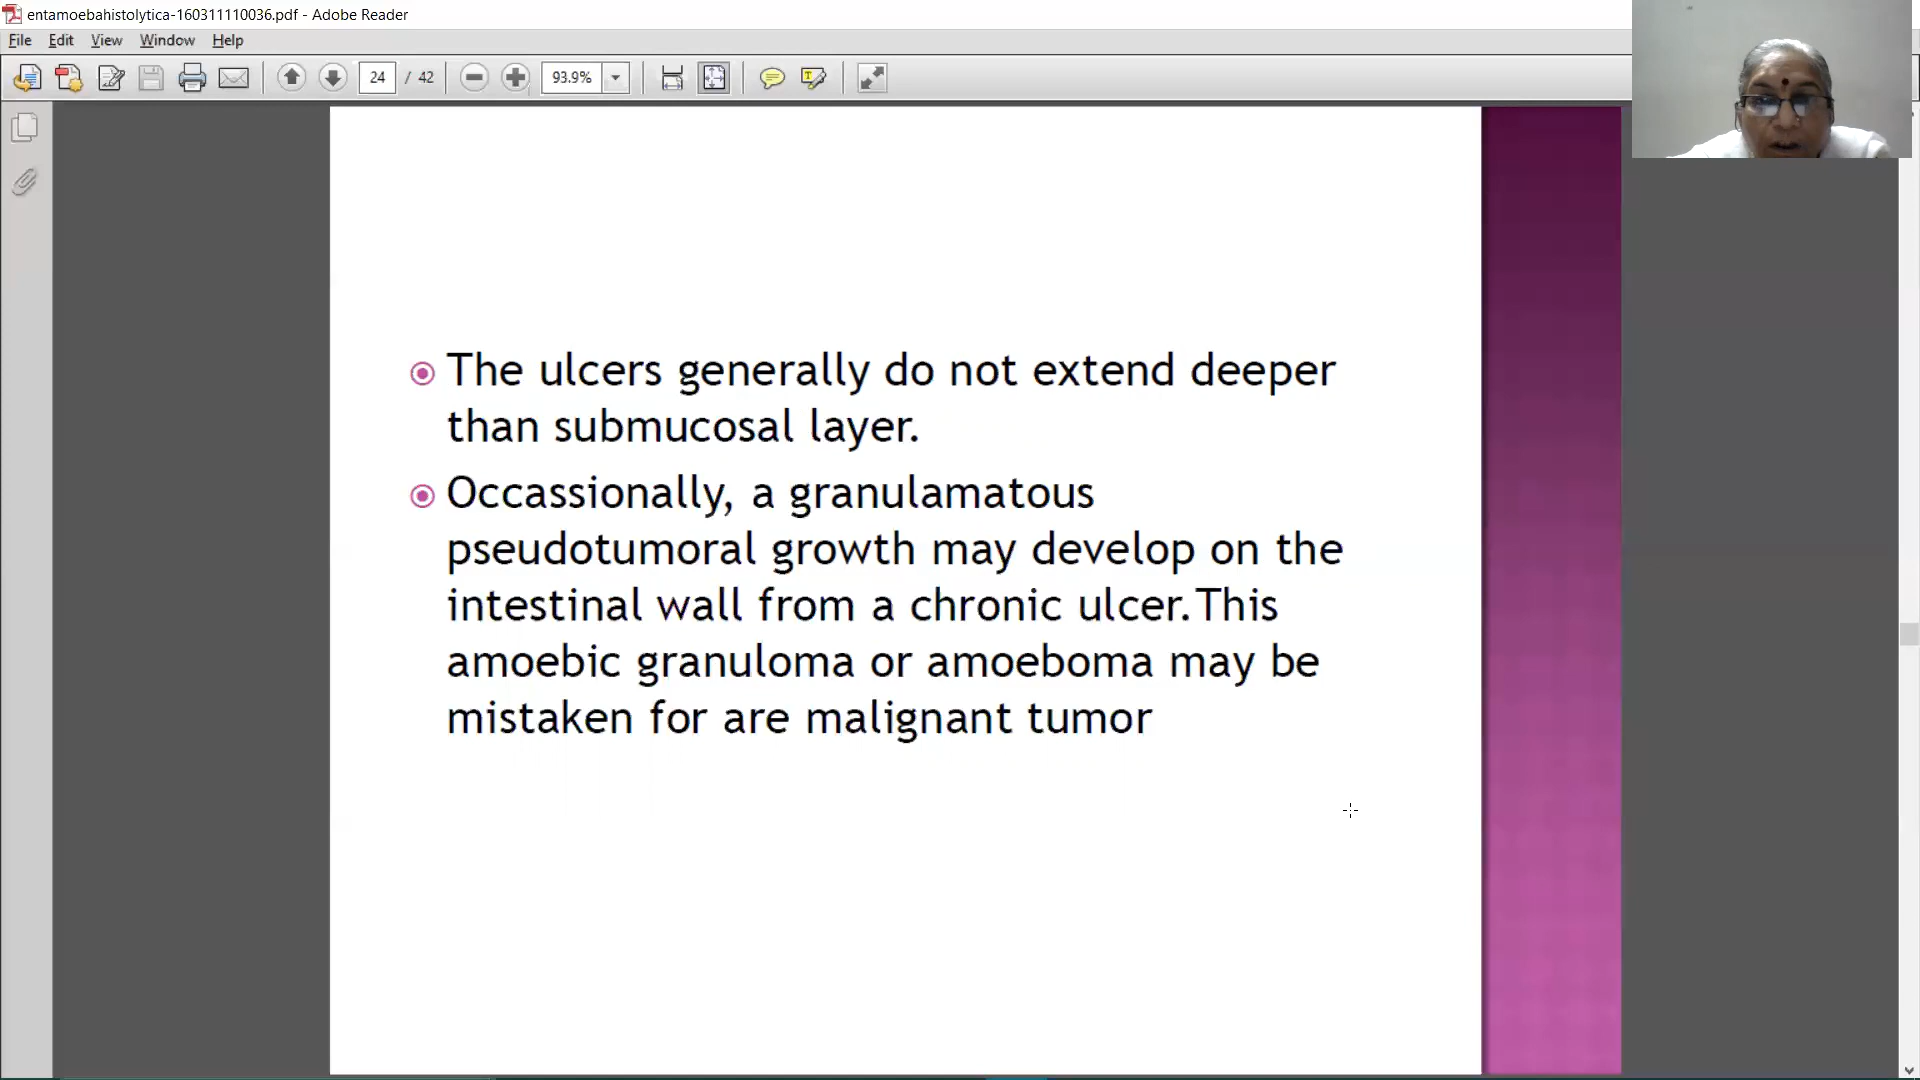 entamoebahistolytica-160311110036.pdf - Adobe Reader
File Edit View Window Help
24 / 42 93.9%
The ulcers generally do not extend deeper
than submucosal layer.
Occassionally, a granulamatous
pseudotumoral growth may develop on the
intestinal wall from a chronic ulcer.This
amoebic granuloma or amoeboma may be
mistaken for are malignant tumor